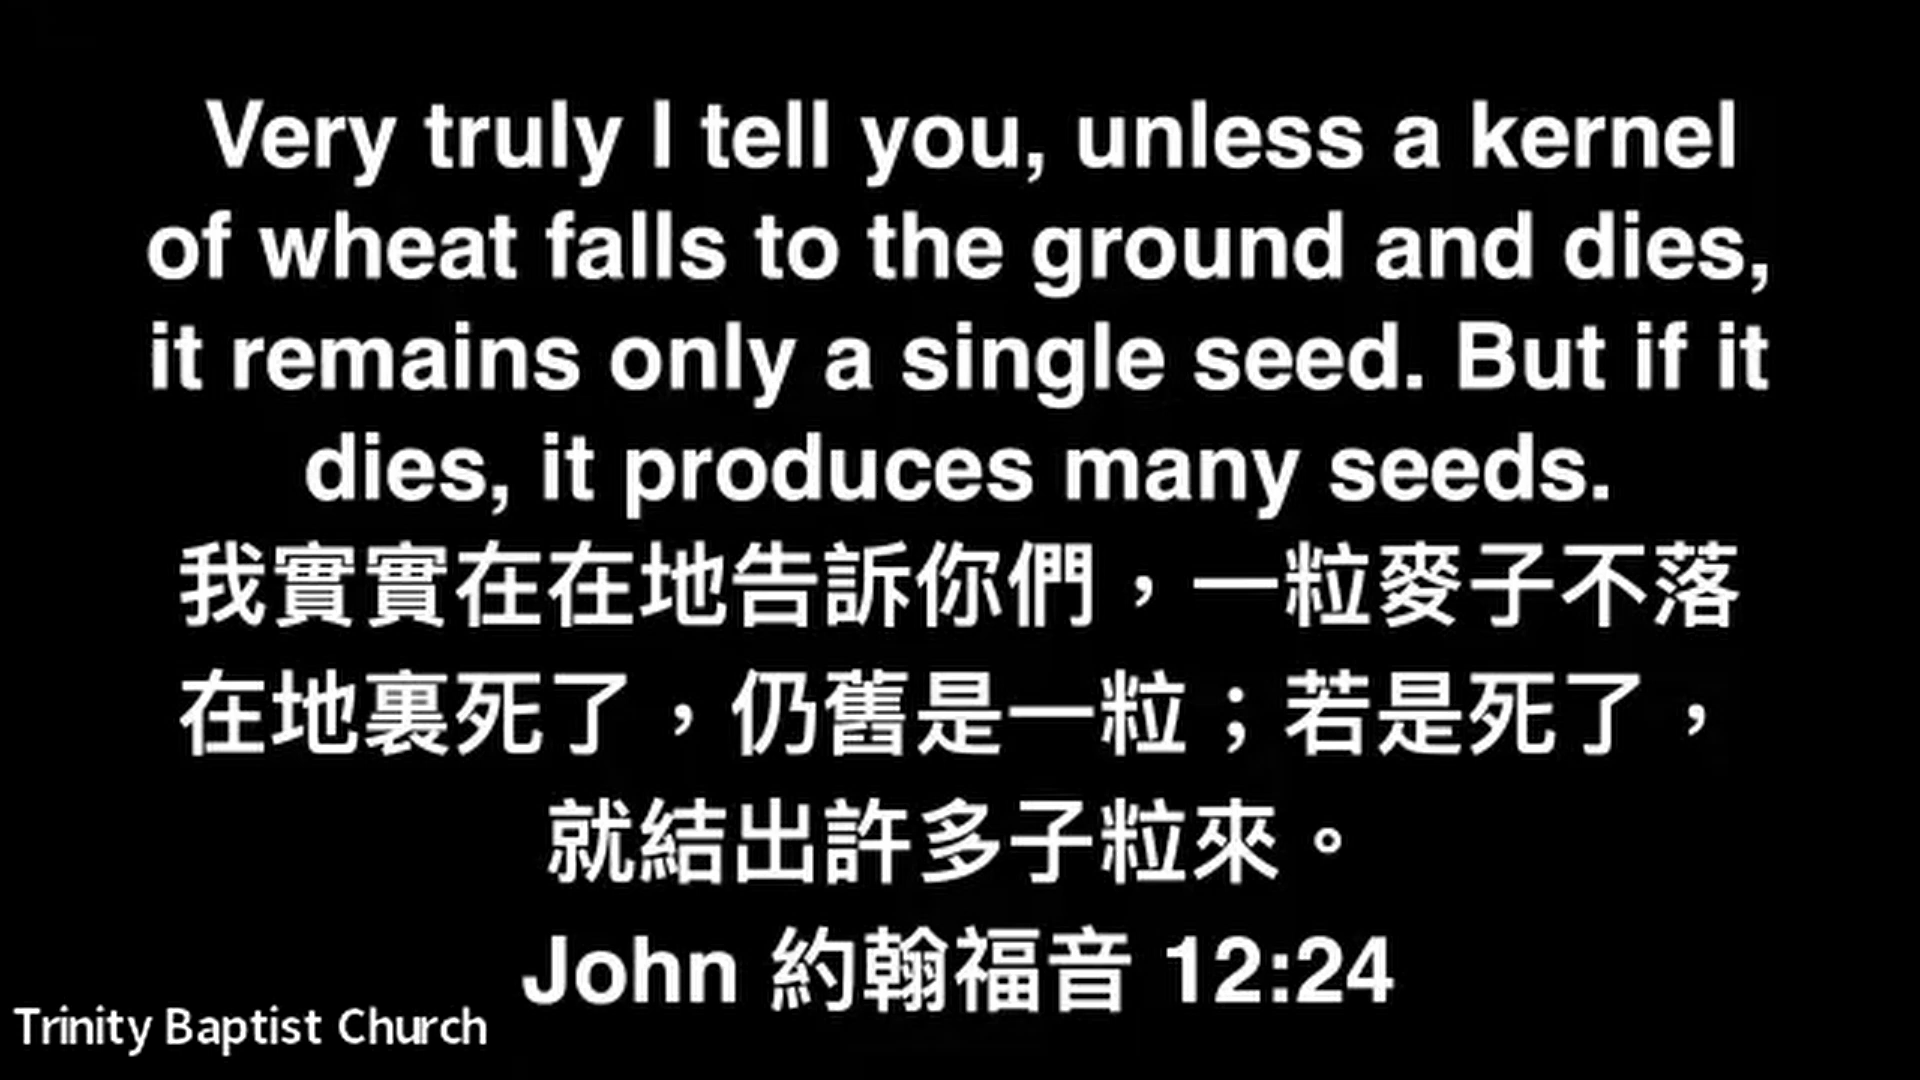 Very truly I tell you, unless a kernel
of wheat falls to the ground and dies,
it remains only a single seed. But if it
dies, it produces many seeds.
我實實在在地告訴你們，一粒麥子不落
在地裏死了，仍舊是一粒；若是死了，
就結出許多子粒來。
John 約翰福音 12:24
Trinity Baptist Church